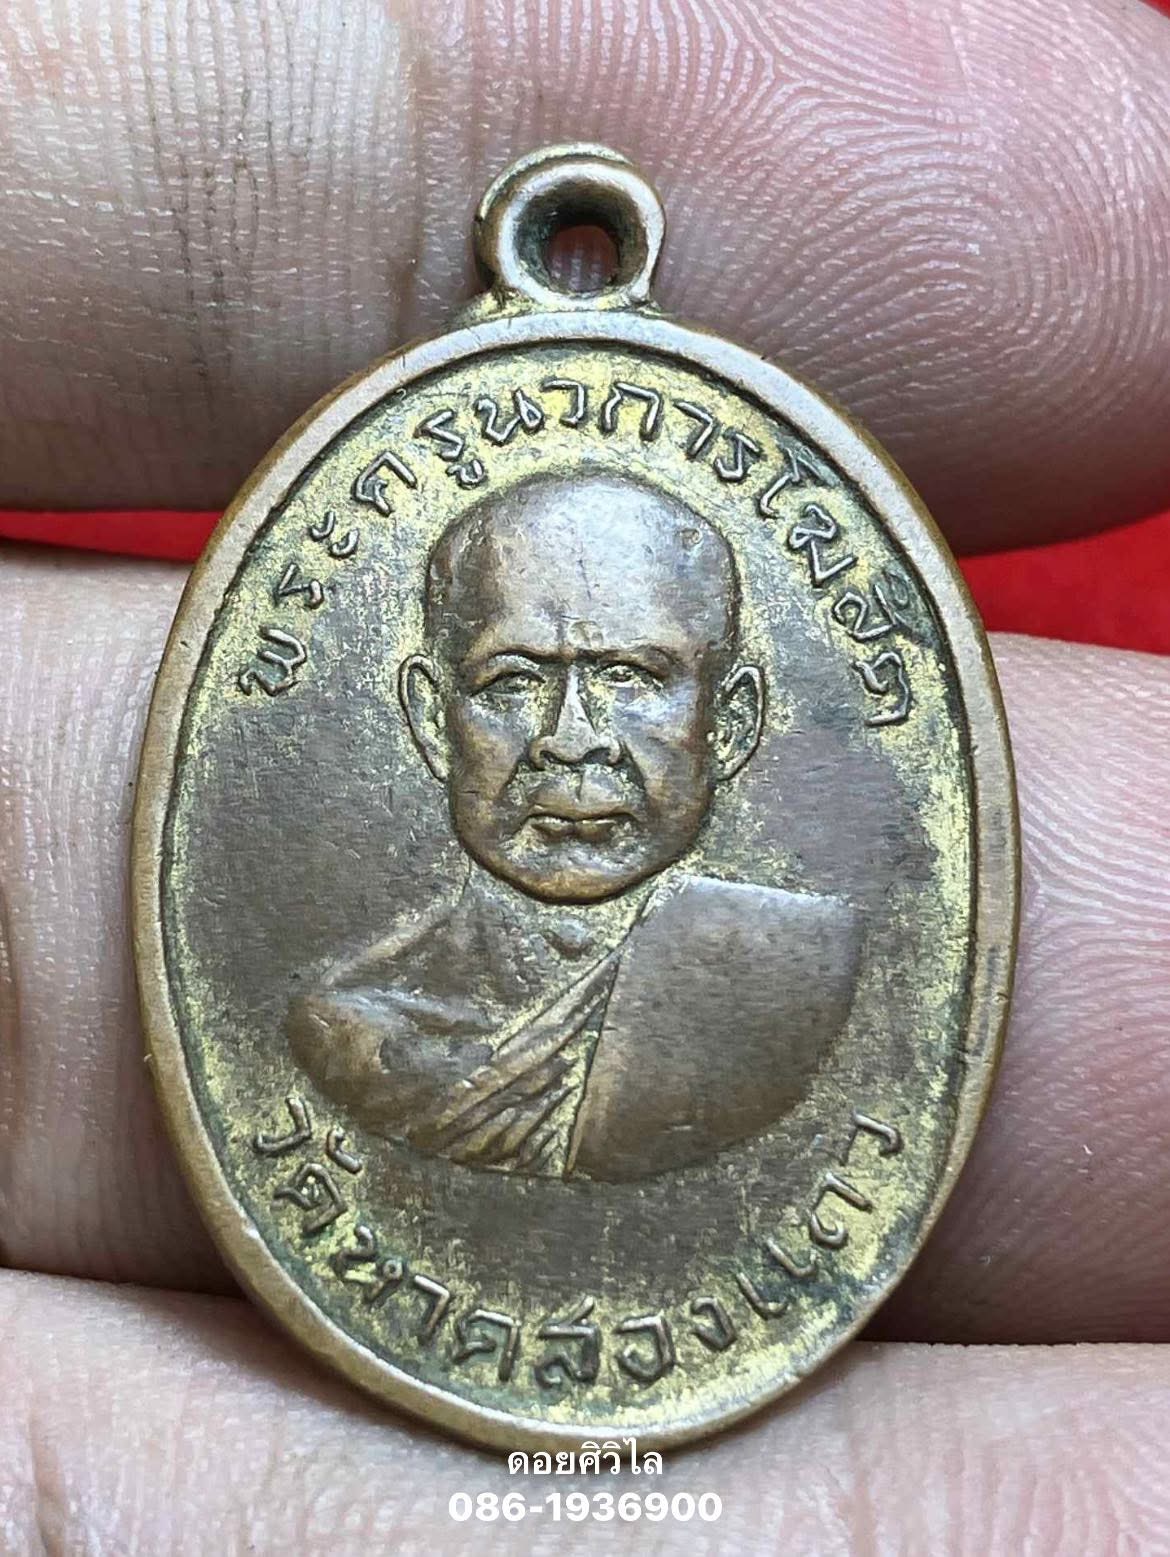 พระครูนวการโฆสิต
วัดหาดสองแคว
ดอยศิวิไล
086-1936900